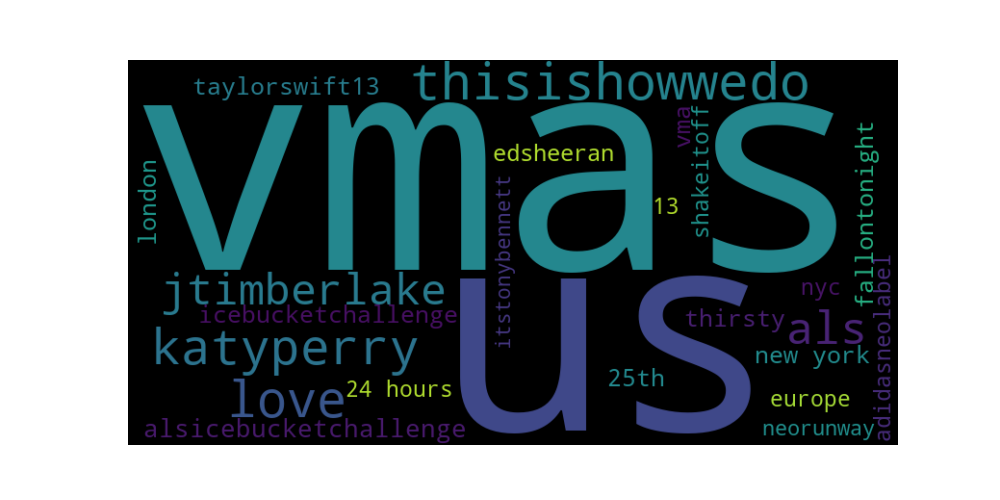 taylorswift13
thisishowwedo
vmas
vma
shakeitoff
edsheeran
13
london
fallontonight
itstonybennett
jtimberlake
us
icebucketchallenge
nyc
thirsty
als
katyperry
new york
adidasneolabel
25th
love
24 hours
europe
alsicebucketchallenge
neorunway